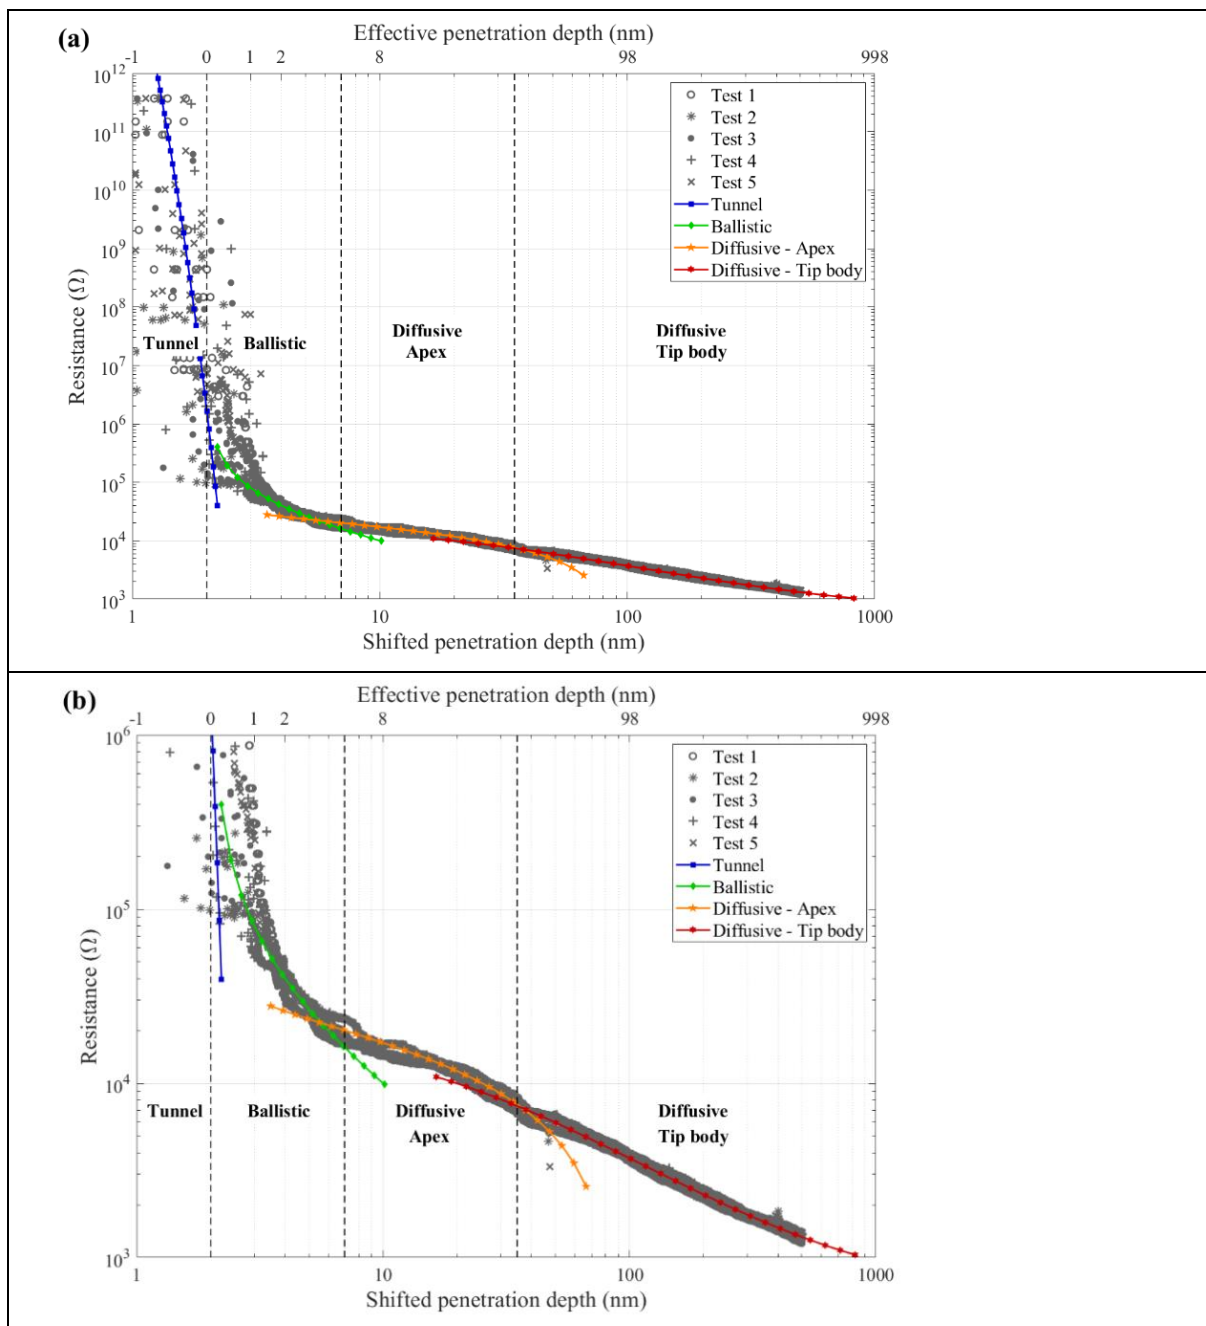 (a)
Effective penetration depth (nm)
-1 0 1 2 8 98 998
10^12
10^11
10^10
10^9
10^8
10^7
10^6
10^5
10^4
10^3
Resistance (Ω)
Test 1
Test 2
Test 3
Test 4
Test 5
Tunnel
Ballistic
Diffusive - Apex
Diffusive - Tip body
Tunnel
Ballistic
Diffusive
Apex
Diffusive
Tip body
1 10 100 1000
Shifted penetration depth (nm)
(b)
Effective penetration depth (nm)
-1 0 1 2 8 98 998
10^6
10^5
10^4
10^3
Resistance (Ω)
Test 1
Test 2
Test 3
Test 4
Test 5
Tunnel
Ballistic
Diffusive - Apex
Diffusive - Tip body
Tunnel
Ballistic
Diffusive
Apex
Diffusive
Tip body
1 10 100 1000
Shifted penetration depth (nm)